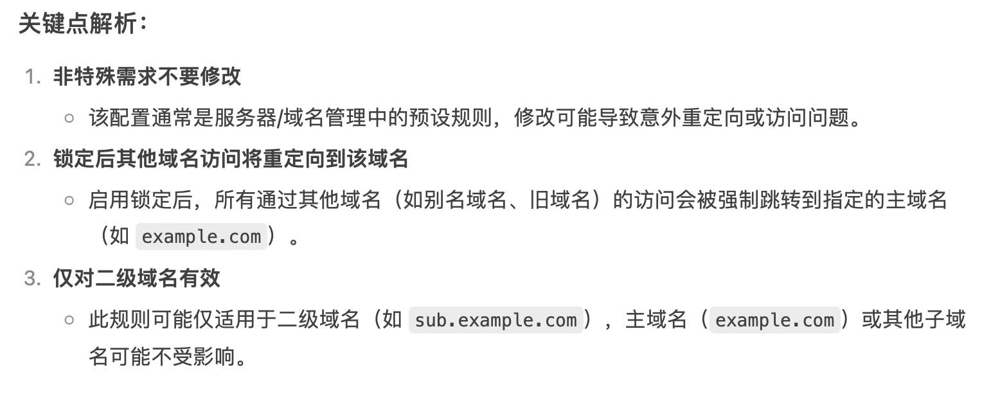 关键点解析：
1. 非特殊需求不要修改
○ 该配置通常是服务器/域名管理中的预设规则，修改可能导致意外重定向或访问问题。
2. 锁定后其他域名访问将重定向到该域名
○ 启用锁定后，所有通过其他域名（如别名域名、旧域名）的访问会被强制跳转到指定的主域名
（如 example.com）。
3. 仅对二级域名有效
○ 此规则可能仅适用于二级域名（如 sub.example.com），主域名（example.com）或其他子域
名可能不受影响。